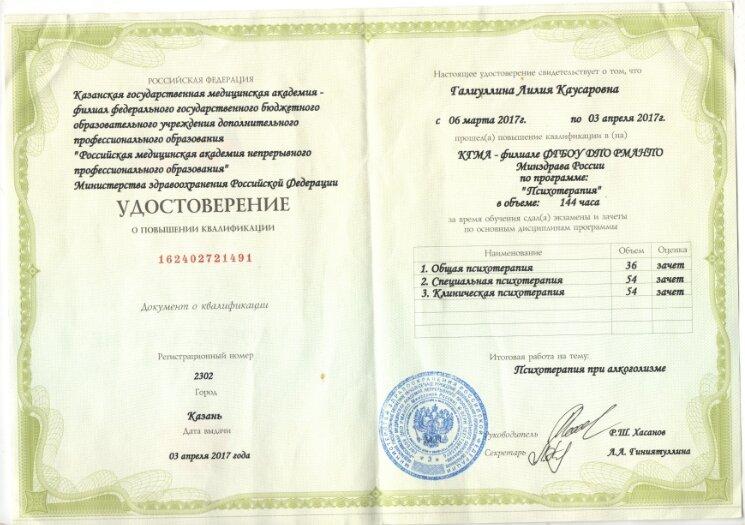 РОССИЙСКАЯ ФЕДЕРАЦИЯ
Казанская государственная медицинская академия -
филиал федерального государственного бюджетного
образовательного учреждения дополнительного
профессионального образования
"Российская медицинская академия непрерывного
профессионального образования"
Министерства здравоохранения Российской Федерации
УДОСТОВЕРЕНИЕ
О ПОВЫШЕНИИ КВАЛИФИКАЦИИ
162402721491
Документ о квалификации
Регистрационный номер
2302
Город
Казань
Дата выдачи
03 апреля 2017 года
Настоящее удостоверение свидетельствует о том, что
Галиуллина Лилия Каусаровна
с 06 марта 2017г. по 03 апреля 2017г.
прошел(а) повышение квалификации в (на)
КГМА - филиале ФГБОУ ДПО РМАНПО
Минздрава России
по программе:
"Психотерапия"
в объеме: 144 часа
за время обучения сдал(а) экзамены и зачеты
по основным дисциплинам программы
Наименование Объем Оценка
1. Общая психотерапия 36 зачет
2. Специальная психотерапия 54 зачет
3. Клиническая психотерапия 54 зачет
Итоговая работа на тему:
Психотерапия при алкоголизме
Руководитель Р.Ш. Хасанов
Секретарь Л.А. Гиниятуллина